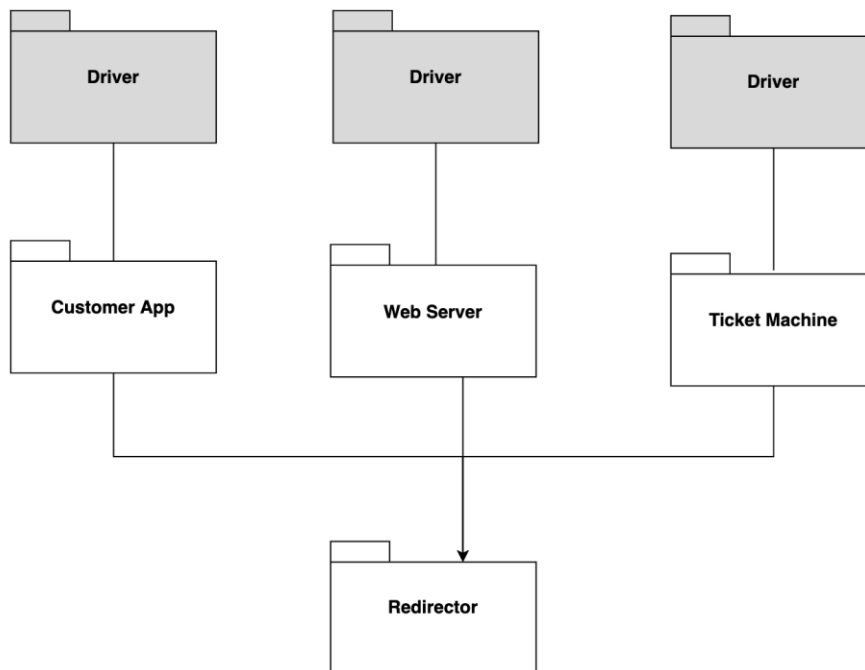 Driver
Driver
Driver
Customer App
Web Server
Ticket Machine
Redirector